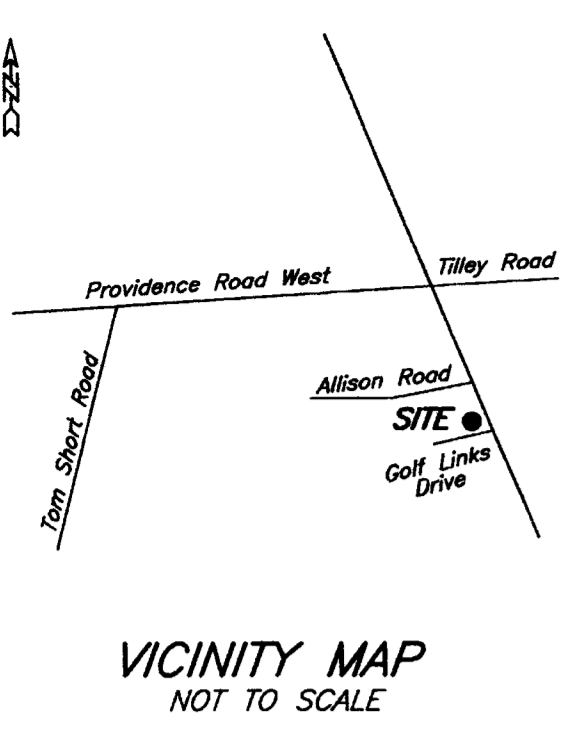 N
Tilley Road
Providence Road West
Allison Road
Tom Short Road
SITE
Golf Links
Drive
VICINITY MAP
NOT TO SCALE